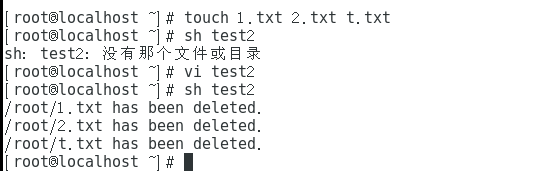 [root@localhost ~]# touch 1.txt 2.txt t.txt
[root@localhost ~]# sh test2
sh: test2: 没有那个文件或目录
[root@localhost ~]# vi test2
[root@localhost ~]# sh test2
/root/1.txt has been deleted.
/root/2.txt has been deleted.
/root/t.txt has been deleted.
[root@localhost ~]#